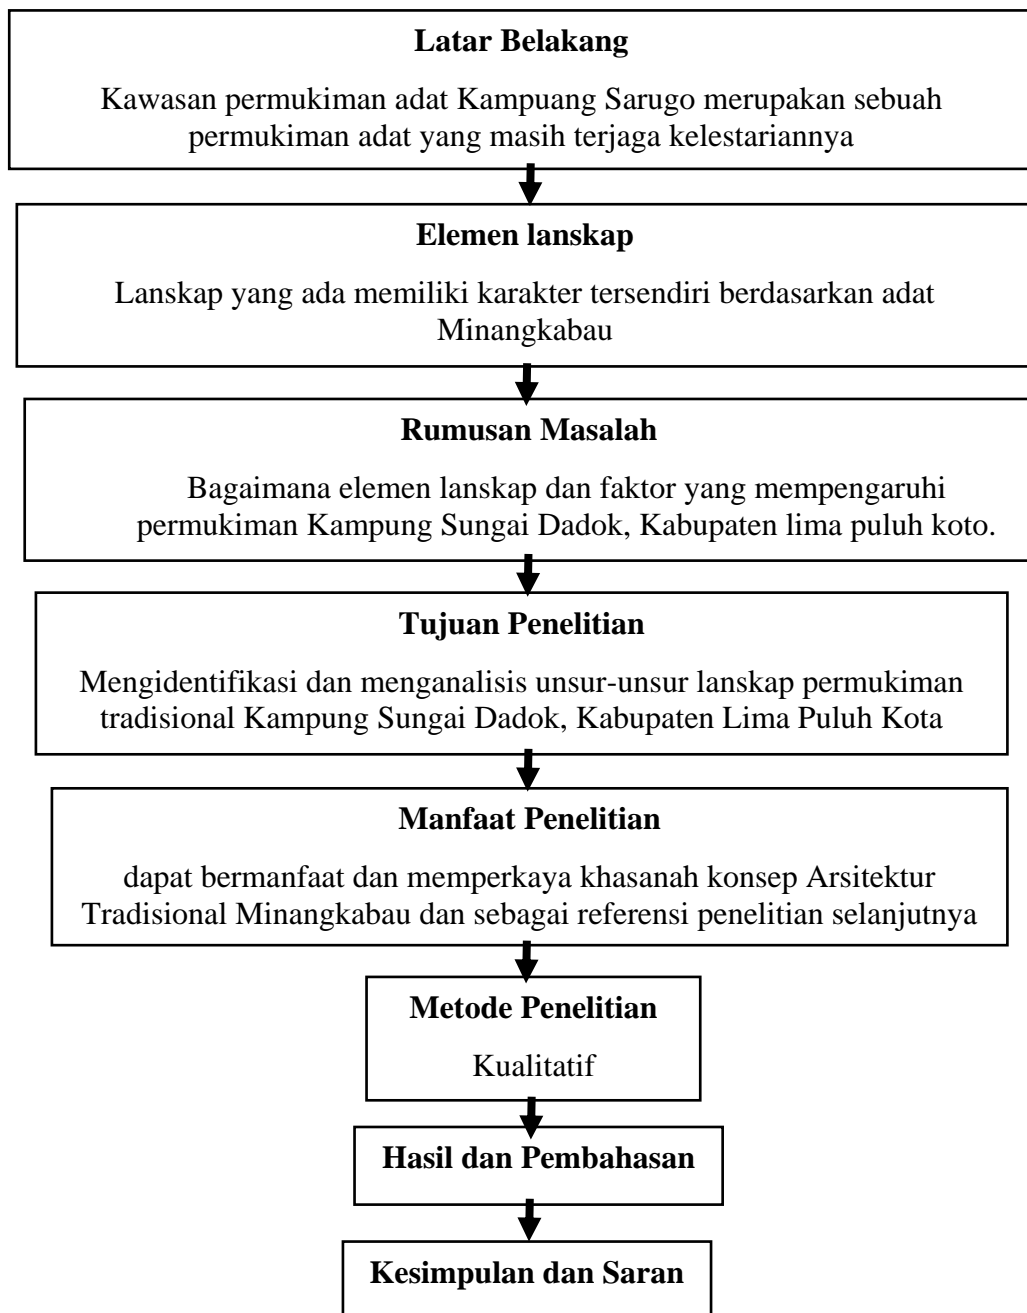 Latar Belakang
Kawasan permukiman adat Kampuang Sarugo merupakan sebuah
permukiman adat yang masih terjaga kelestariannya
Elemen lanskap
Lanskap yang ada memiliki karakter tersendiri berdasarkan adat
Minangkabau
Rumusan Masalah
Bagaimana elemen lanskap dan faktor yang mempengaruhi
permukiman Kampung Sungai Dadok, Kabupaten lima puluh koto.
Tujuan Penelitian
Mengidentifikasi dan menganalisis unsur-unsur lanskap permukiman
tradisional Kampung Sungai Dadok, Kabupaten Lima Puluh Kota
Manfaat Penelitian
dapat bermanfaat dan memperkaya khasanah konsep Arsitektur
Tradisional Minangkabau dan sebagai referensi penelitian selanjutnya
Metode Penelitian
Kualitatif
Hasil dan Pembahasan
Kesimpulan dan Saran